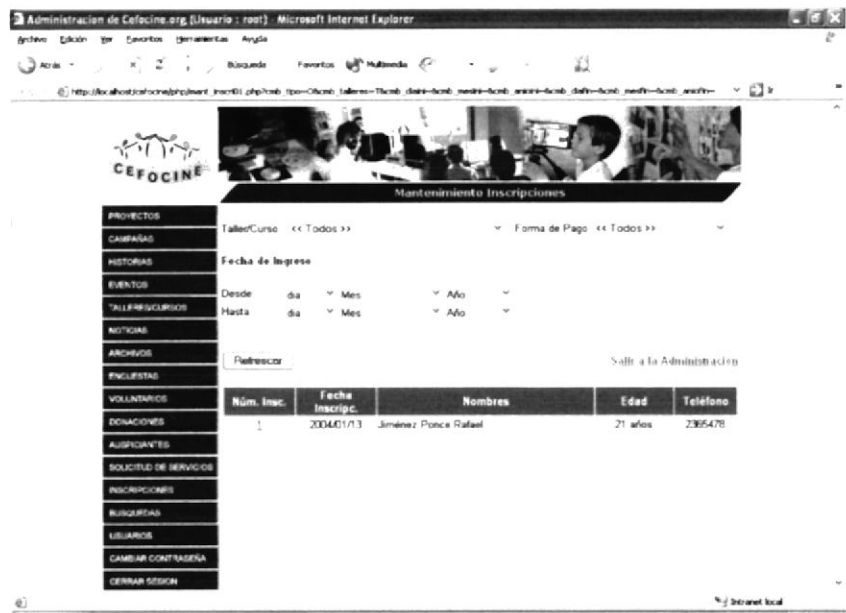 Administracion de Cefocine.org (Usuario : root) - Microsoft Internet Explorer
Archivo Edición Ver Favoritos Herramientas Ayuda
Atrás Búsqueda Favoritos Multimedia
CEFOCINE
Mantenimiento Inscripciones
PROYECTOS
CAMPAÑAS
HISTORIAS
EVENTOS
TALLERES/CURSOS
NOTICIAS
ARCHIVOS
ENCUESTAS
VOLUNTARIOS
DONACIONES
AUSPICIANTES
SOLICITUD DE SERVICIOS
INSCRIPCIONES
BUSQUEDAS
USUARIOS
CAMBIAR CONTRASEÑA
CERRAR SESION
Taller/Curso << Todos >> Forma de Pago << Todos >>
Fecha de Ingreso
Desde dia Mes Año
Hasta dia Mes Año
Refrescar Salir a la Administracion
Núm. Insc. Fecha Inscripc. Nombres Edad Teléfono
1 2004/01/13 Jiménez Ponce Rafael 21 años 2365478
Intranet local